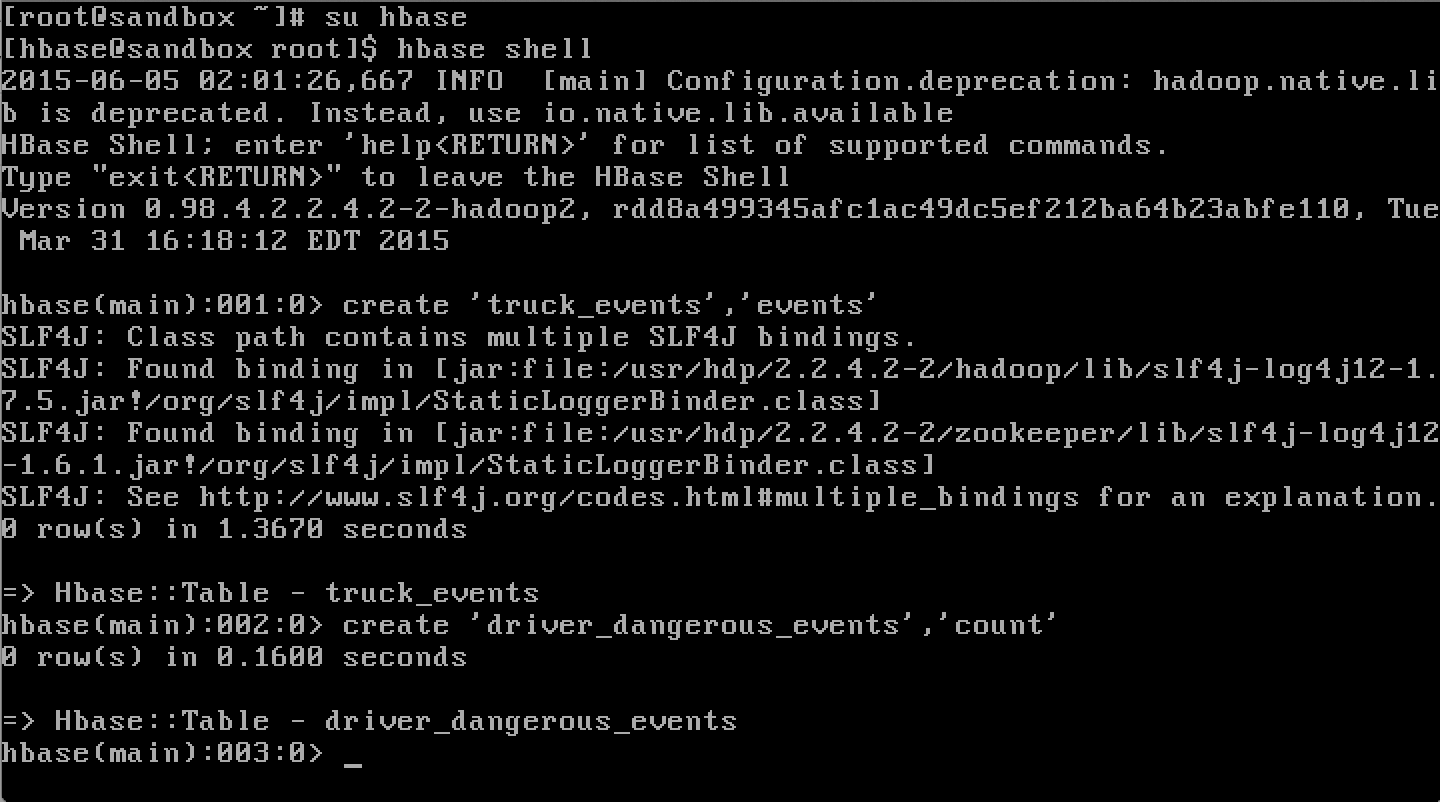 [root@sandbox ~]# su hbase
[hbase@sandbox root]$ hbase shell
2015-06-05 02:01:26,667 INFO  [main] Configuration.deprecation: hadoop.native.li
b is deprecated. Instead, use io.native.lib.available
HBase Shell; enter 'help<RETURN>' for list of supported commands.
Type "exit<RETURN>" to leave the HBase Shell
Version 0.98.4.2.2.4.2-2-hadoop2, rdd8a499345afc1ac49dc5ef212ba64b23abfe110, Tue
 Mar 31 16:18:12 EDT 2015

hbase(main):001:0> create 'truck_events','events'
SLF4J: Class path contains multiple SLF4J bindings.
SLF4J: Found binding in [jar:file:/usr/hdp/2.2.4.2-2/hadoop/lib/slf4j-log4j12-1.
7.5.jar!/org/slf4j/impl/StaticLoggerBinder.class]
SLF4J: Found binding in [jar:file:/usr/hdp/2.2.4.2-2/zookeeper/lib/slf4j-log4j12
-1.6.1.jar!/org/slf4j/impl/StaticLoggerBinder.class]
SLF4J: See http://www.slf4j.org/codes.html#multiple_bindings for an explanation.
0 row(s) in 1.3670 seconds

=> Hbase::Table - truck_events
hbase(main):002:0> create 'driver_dangerous_events','count'
0 row(s) in 0.1600 seconds

=> Hbase::Table - driver_dangerous_events
hbase(main):003:0> _